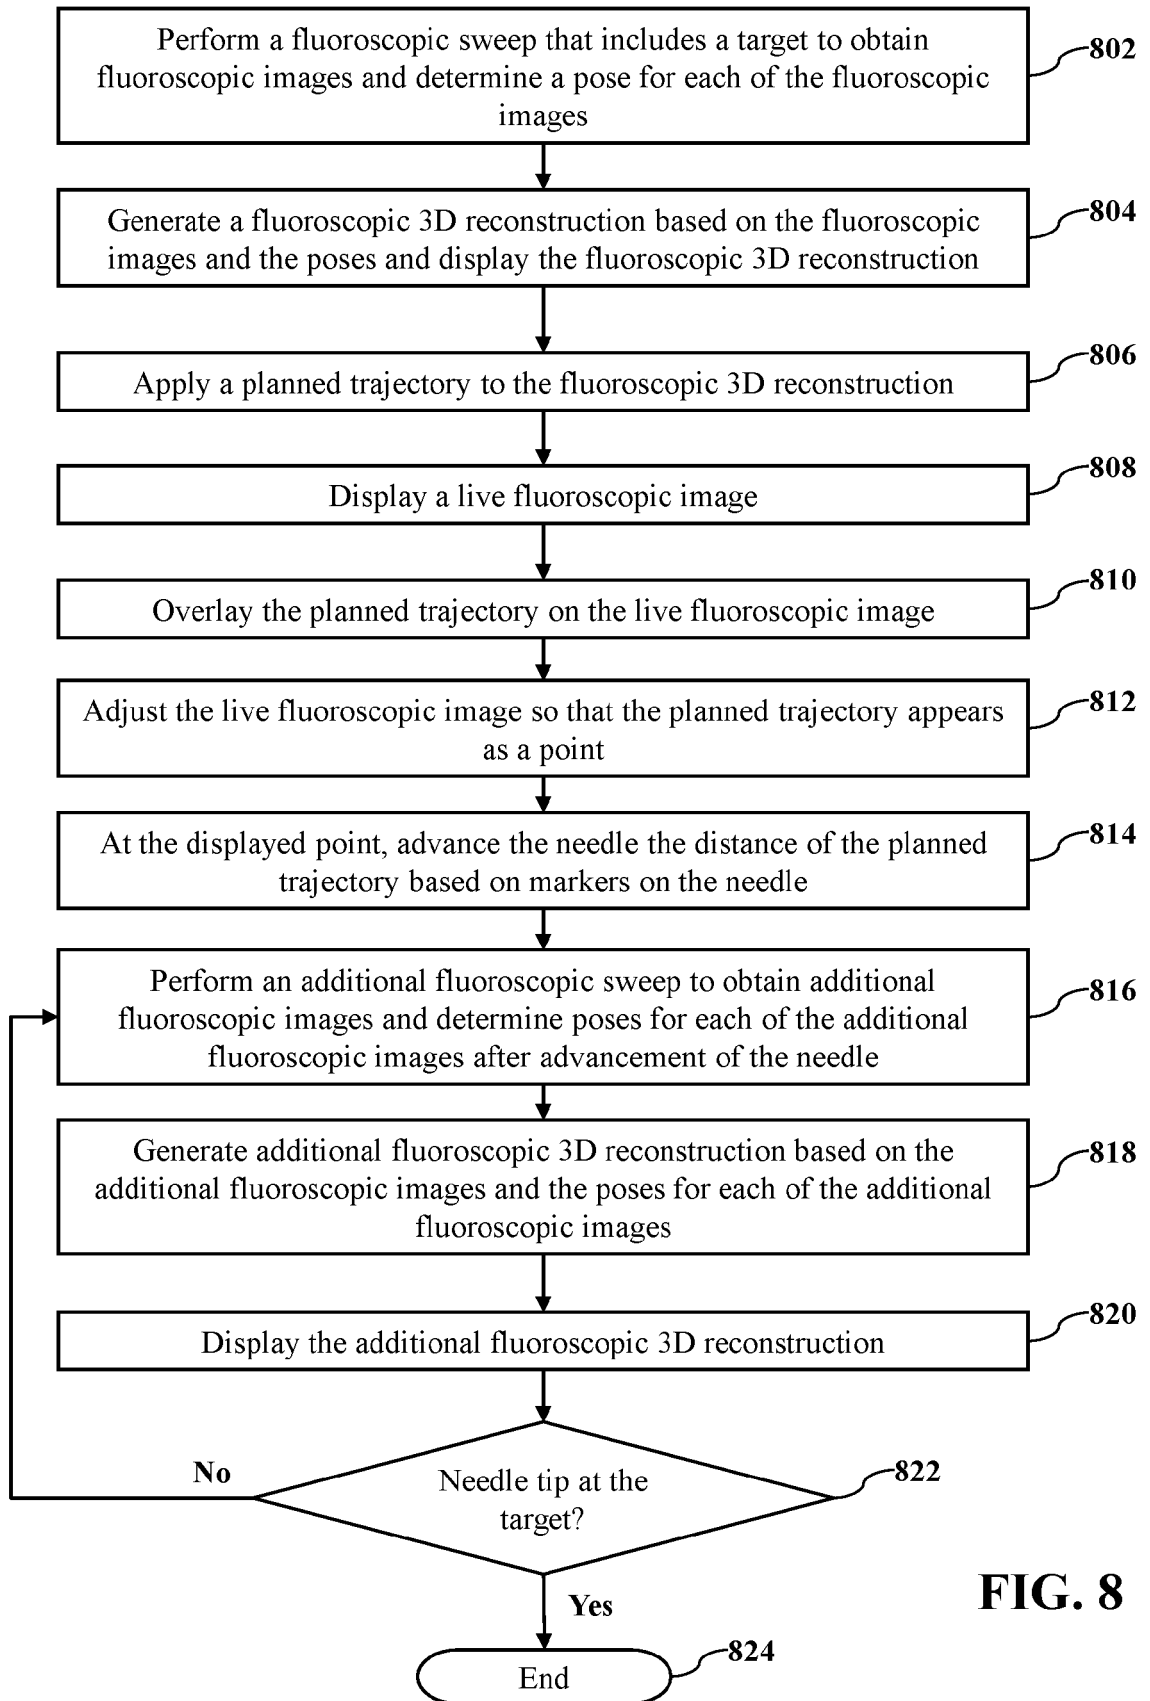 Perform a fluoroscopic sweep that includes a target to obtain
fluoroscopic images and determine a pose for each of the fluoroscopic
images
802
Generate a fluoroscopic 3D reconstruction based on the fluoroscopic
images and the poses and display the fluoroscopic 3D reconstruction
804
Apply a planned trajectory to the fluoroscopic 3D reconstruction
806
Display a live fluoroscopic image
808
Overlay the planned trajectory on the live fluoroscopic image
810
Adjust the live fluoroscopic image so that the planned trajectory appears
as a point
812
At the displayed point, advance the needle the distance of the planned
trajectory based on markers on the needle
814
Perform an additional fluoroscopic sweep to obtain additional
fluoroscopic images and determine poses for each of the additional
fluoroscopic images after advancement of the needle
816
Generate additional fluoroscopic 3D reconstruction based on the
additional fluoroscopic images and the poses for each of the additional
fluoroscopic images
818
Display the additional fluoroscopic 3D reconstruction
820
No
Needle tip at the
target?
822
Yes
FIG. 8
End
824